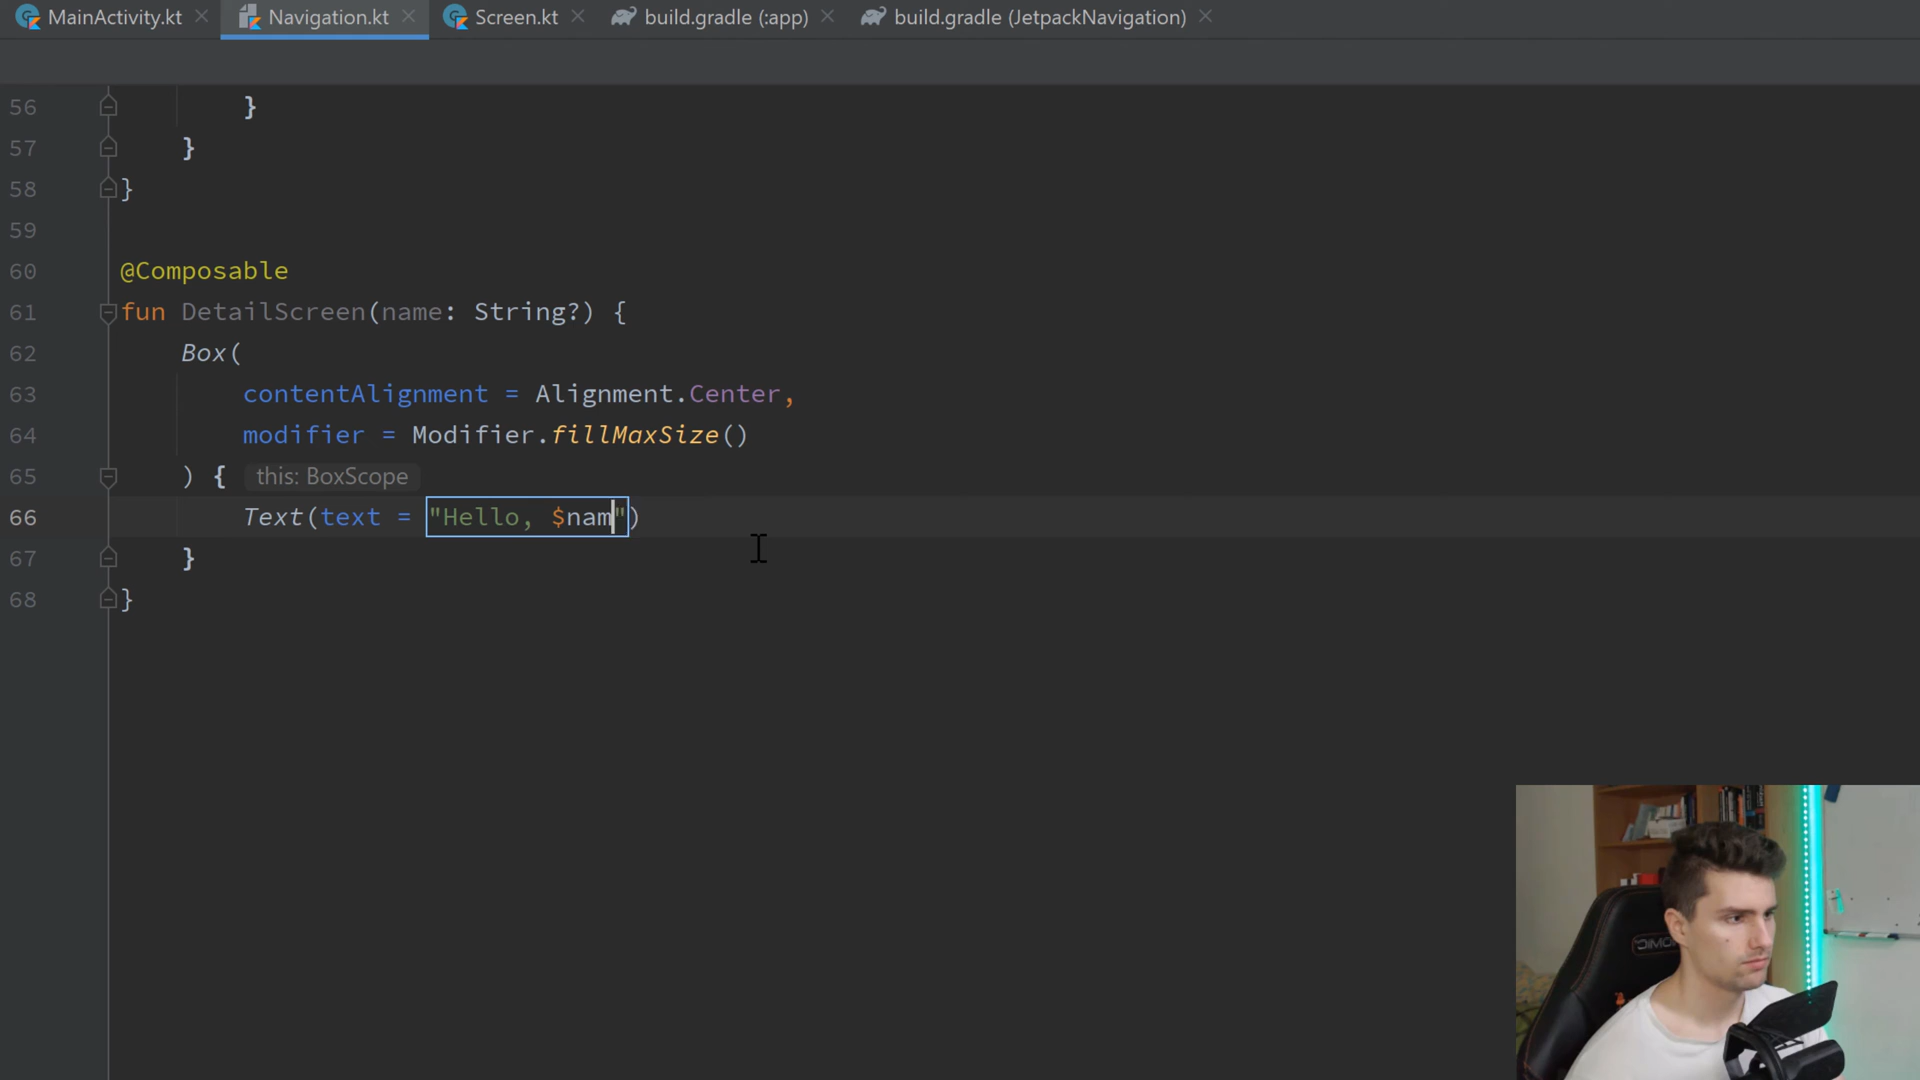 MainActivity.kt Navigation.kt Screen.kt build.gradle (:app) build.gradle (JetpackNavigation)
56 }
57 }
58 }
59
60 @Composable
61 fun DetailScreen(name: String?) {
62 Box(
63 contentAlignment = Alignment.Center,
64 modifier = Modifier.fillMaxSize()
65 ) { this: BoxScope
66 Text(text = "Hello, $nam")
67 }
68 }